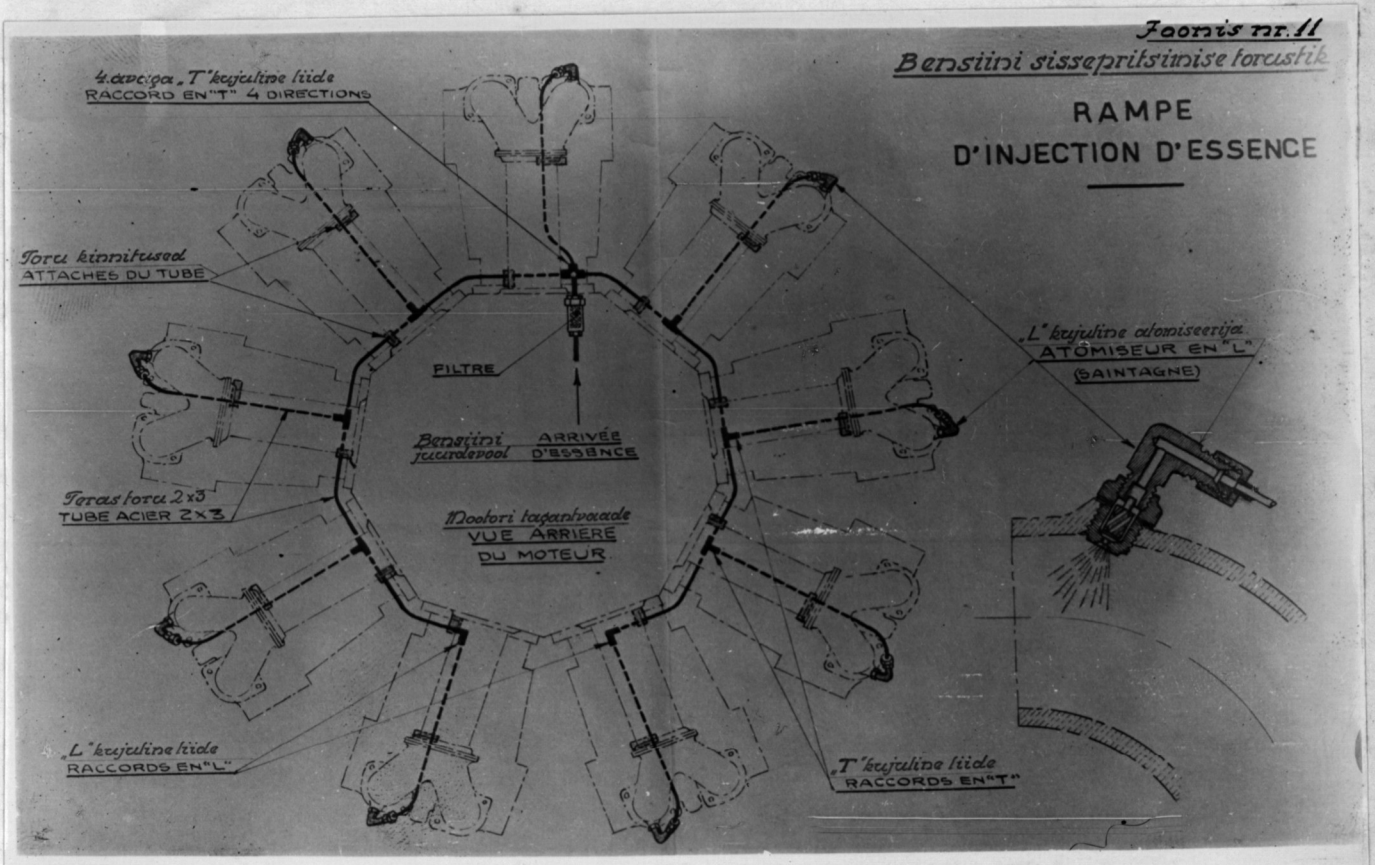 Joonis nr. 11
Bensiini sissepritsimise torustik
RAMPE
D'INJECTION D'ESSENCE
4. avaga „T" kujuline liide
RACCORD EN "T" 4 DIRECTIONS
Toru kinnitused
ATTACHES DU TUBE
FILTRE
„L" kujuline atomiseerija
ATOMISEUR EN "L"
(SAINTAGNE)
Bensiini
juurdevool
ARRIVÉE
D'ESSENCE
Teras toru 2x3
TUBE ACIER 2x3
Mootori tagantvaade
VUE ARRIERE
DU MOTEUR
„L" kujuline liide
RACCORDS EN "L"
„T" kujuline liide
RACCORDS EN "T"